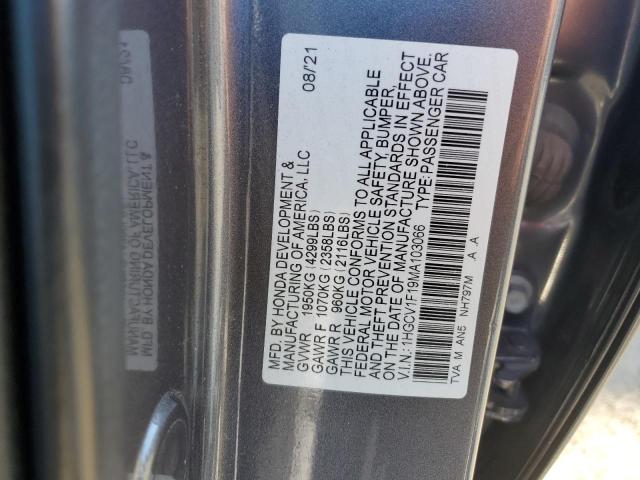 MFD. BY HONDA DEVELOPMENT &
MANUFACTURING OF AMERICA, LLC 08/21
GVWR 1950KG (4299LBS)
GAWR F 1070KG (2358LBS)
GAWR R 960KG (2116LBS)
THIS VEHICLE CONFORMS TO ALL APPLICABLE
FEDERAL MOTOR VEHICLE SAFETY, BUMPER,
AND THEFT PREVENTION STANDARDS IN EFFECT
ON THE DATE OF MANUFACTURE SHOWN ABOVE.
V.I.N: 1HGCV1F19MA103066 TYPE: PASSENGER CAR
TVA M AN5 NH797M A A
MFD. BY HONDA DEVELOPMENT &
MANUFACTURING OF AMERICA, LLC